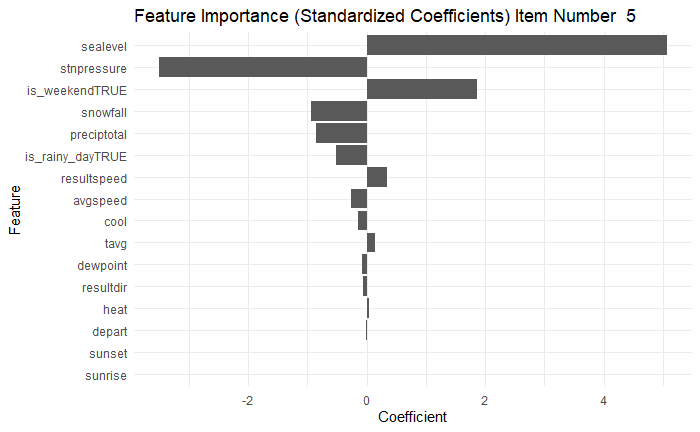 Feature Importance (Standardized Coefficients) Item Number  5
Feature
sealevel
stnpressure
is_weekendTRUE
snowfall
preciptotal
is_rainy_dayTRUE
resultspeed
avgspeed
cool
tavg
dewpoint
resultdir
heat
depart
sunset
sunrise
-2 0 2 4
Coefficient